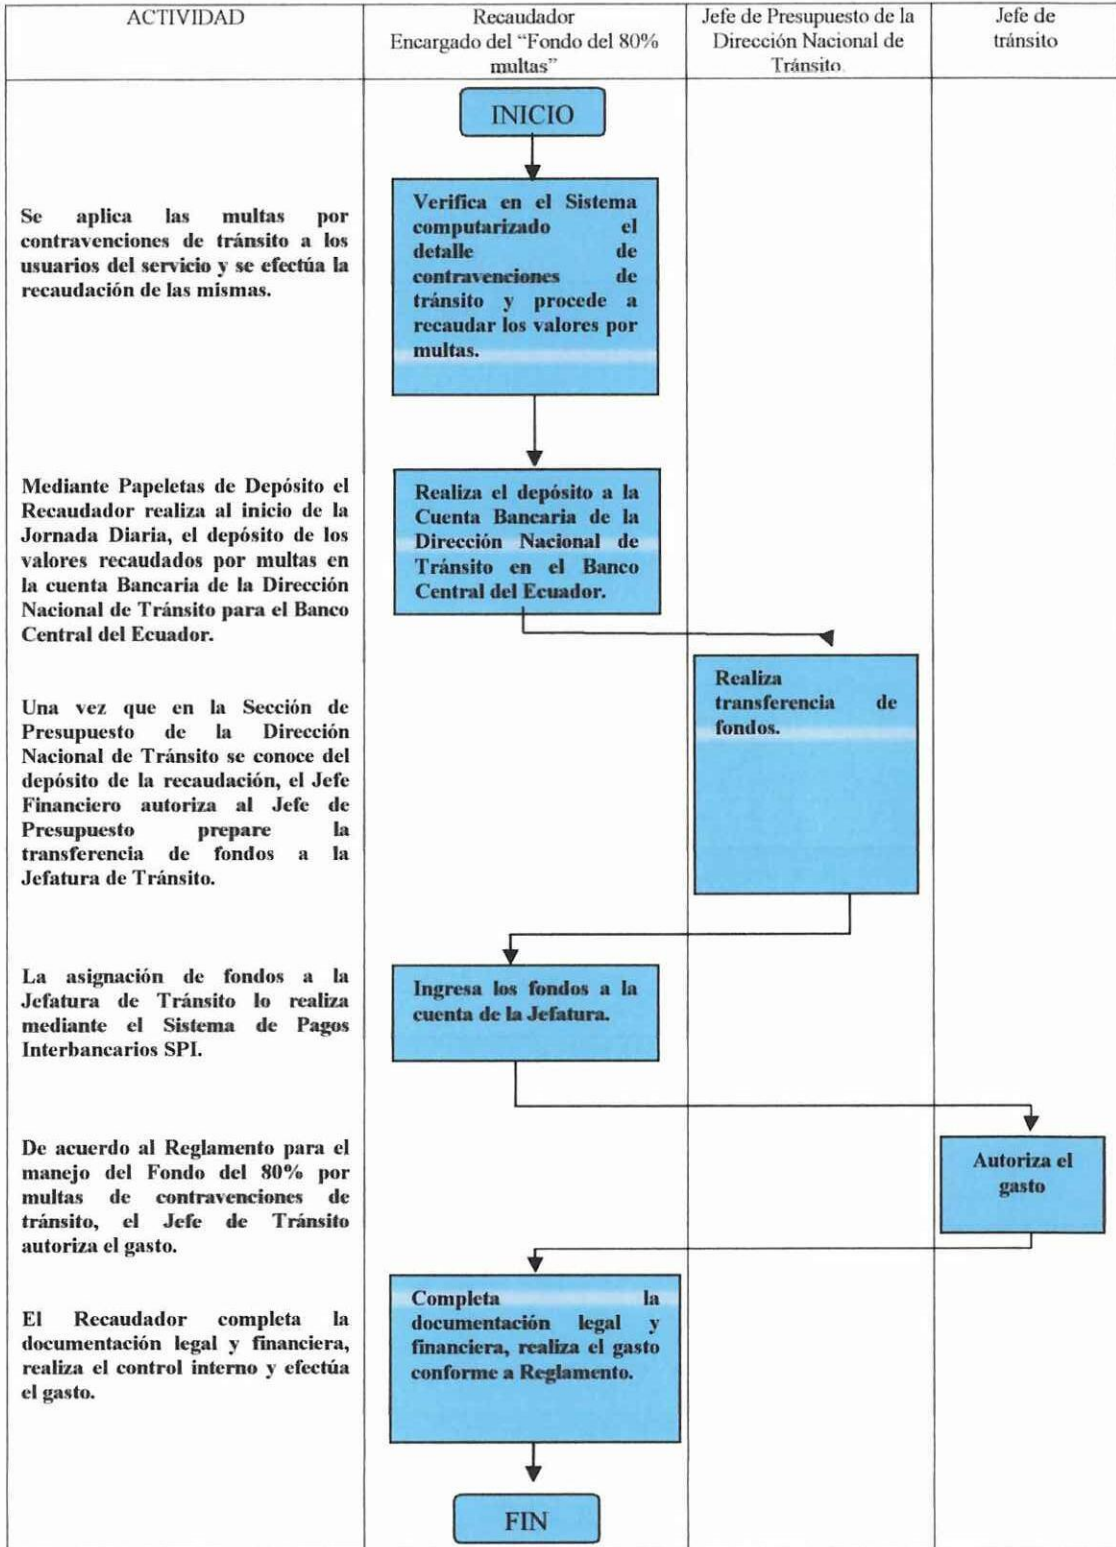 ACTIVIDAD
Recaudador
Encargado del “Fondo del 80%
multas”
Jefe de Presupuesto de la
Dirección Nacional de
Tránsito.
Jefe de
tránsito
INICIO
Se aplica las multas por
contravenciones de tránsito a los
usuarios del servicio y se efectúa la
recaudación de las mismas.
Verifica en el Sistema
computarizado el
detalle de
contravenciones de
tránsito y procede a
recaudar los valores por
multas.
Mediante Papeletas de Depósito el
Recaudador realiza al inicio de la
Jornada Diaria, el depósito de los
valores recaudados por multas en
la cuenta Bancaria de la Dirección
Nacional de Tránsito para el Banco
Central del Ecuador.
Realiza el depósito a la
Cuenta Bancaria de la
Dirección Nacional de
Tránsito en el Banco
Central del Ecuador.
Una vez que en la Sección de
Presupuesto de la Dirección
Nacional de Tránsito se conoce del
depósito de la recaudación, el Jefe
Financiero autoriza al Jefe de
Presupuesto prepare la
transferencia de fondos a la
Jefatura de Tránsito.
Realiza
transferencia de
fondos.
La asignación de fondos a la
Jefatura de Tránsito lo realiza
mediante el Sistema de Pagos
Interbancarios SPI.
Ingresa los fondos a la
cuenta de la Jefatura.
De acuerdo al Reglamento para el
manejo del Fondo del 80% por
multas de contravenciones de
tránsito, el Jefe de Tránsito
autoriza el gasto.
Autoriza el
gasto
El Recaudador completa la
documentación legal y financiera,
realiza el control interno y efectúa
el gasto.
Completa la
documentación legal y
financiera, realiza el gasto
conforme a Reglamento.
FIN